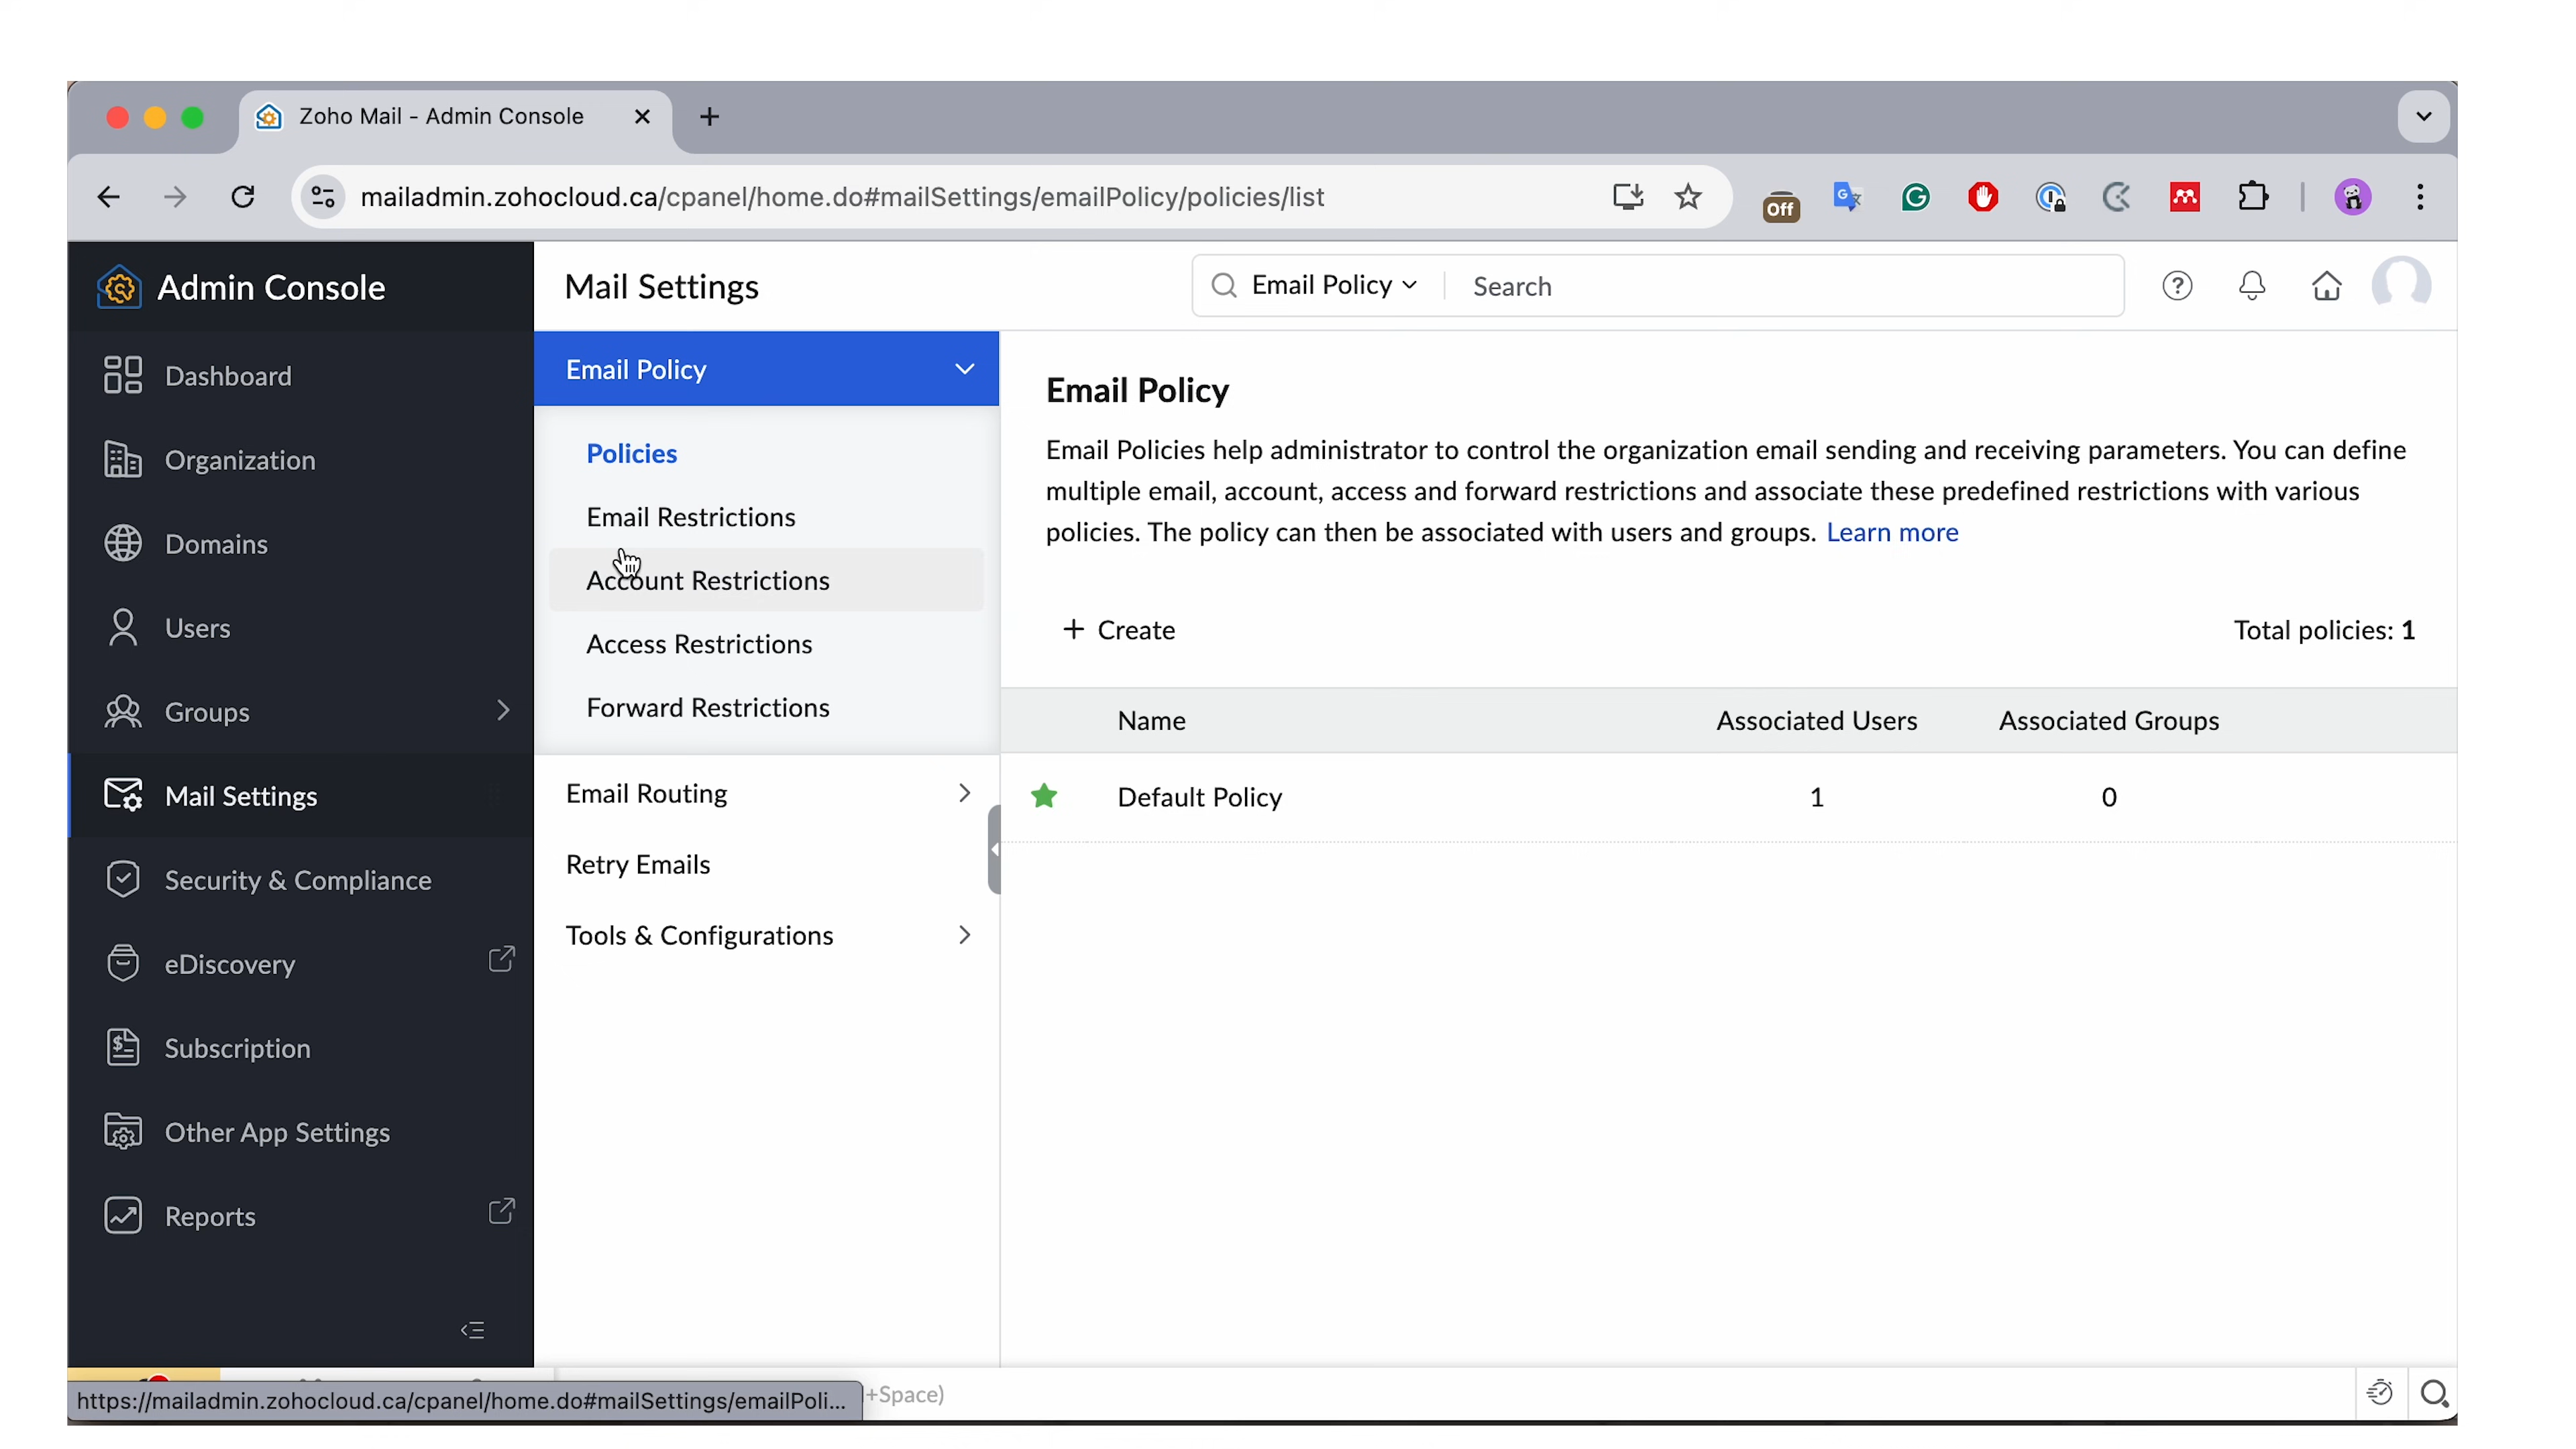 Zoho Mail - Admin Console
mailadmin.zohocloud.ca/cpanel/home.do#mailSettings/emailPolicy/policies/list
Off
Admin Console
Dashboard
Organization
Domains
Users
Groups
Mail Settings
Security & Compliance
eDiscovery
Subscription
Other App Settings
Reports
Mail Settings
Email Policy
Search
Email Policy
Policies
Email Restrictions
Account Restrictions
Access Restrictions
Forward Restrictions
Email Routing
Retry Emails
Tools & Configurations
Email Policy
Email Policies help administrator to control the organization email sending and receiving parameters. You can define
multiple email, account, access and forward restrictions and associate these predefined restrictions with various
policies. The policy can then be associated with users and groups. Learn more
+ Create
Total policies: 1
Name Associated Users Associated Groups
Default Policy 1 0
https://mailadmin.zohocloud.ca/cpanel/home.do#mailSettings/emailPoli...
+Space)